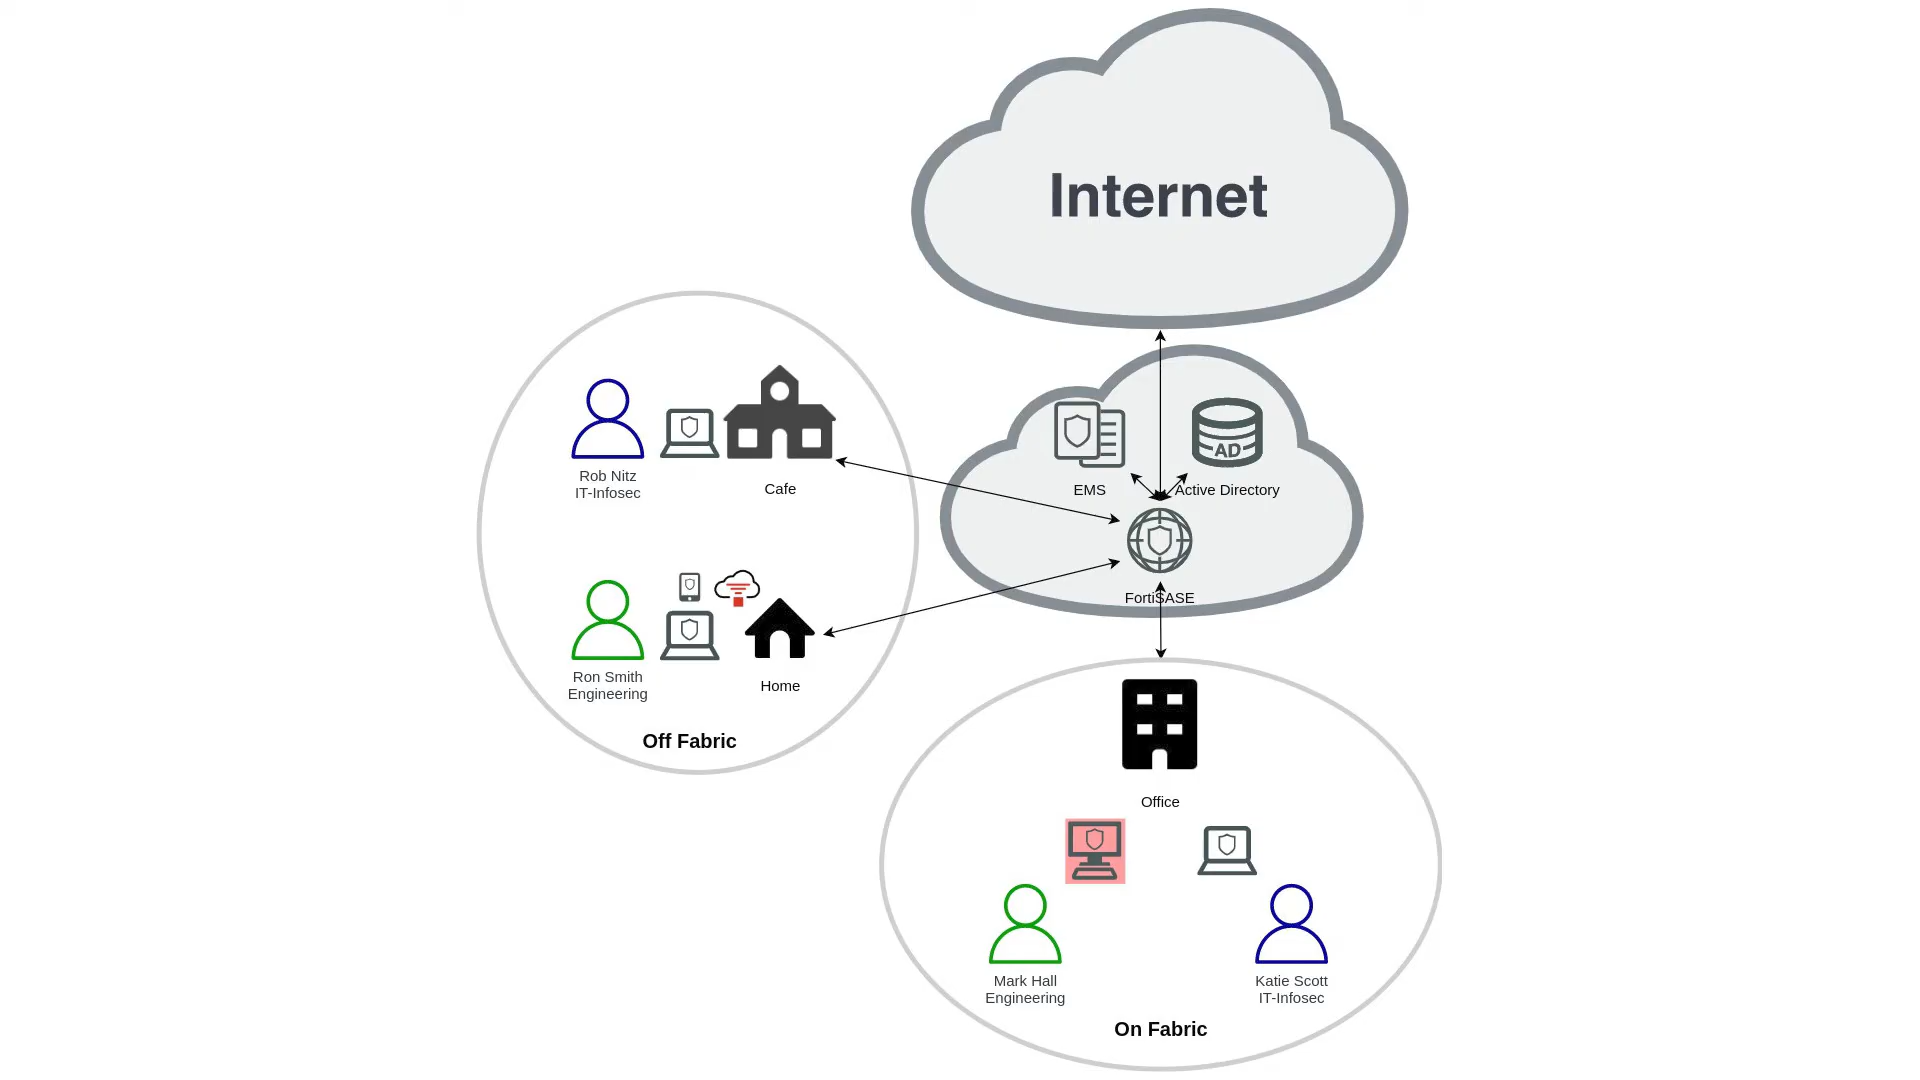 Internet
EMS
AD
Active Directory
FortiSASE
Rob Nitz
IT-Infosec
Cafe
Ron Smith
Engineering
Home
Off Fabric
Office
Mark Hall
Engineering
Katie Scott
IT-Infosec
On Fabric